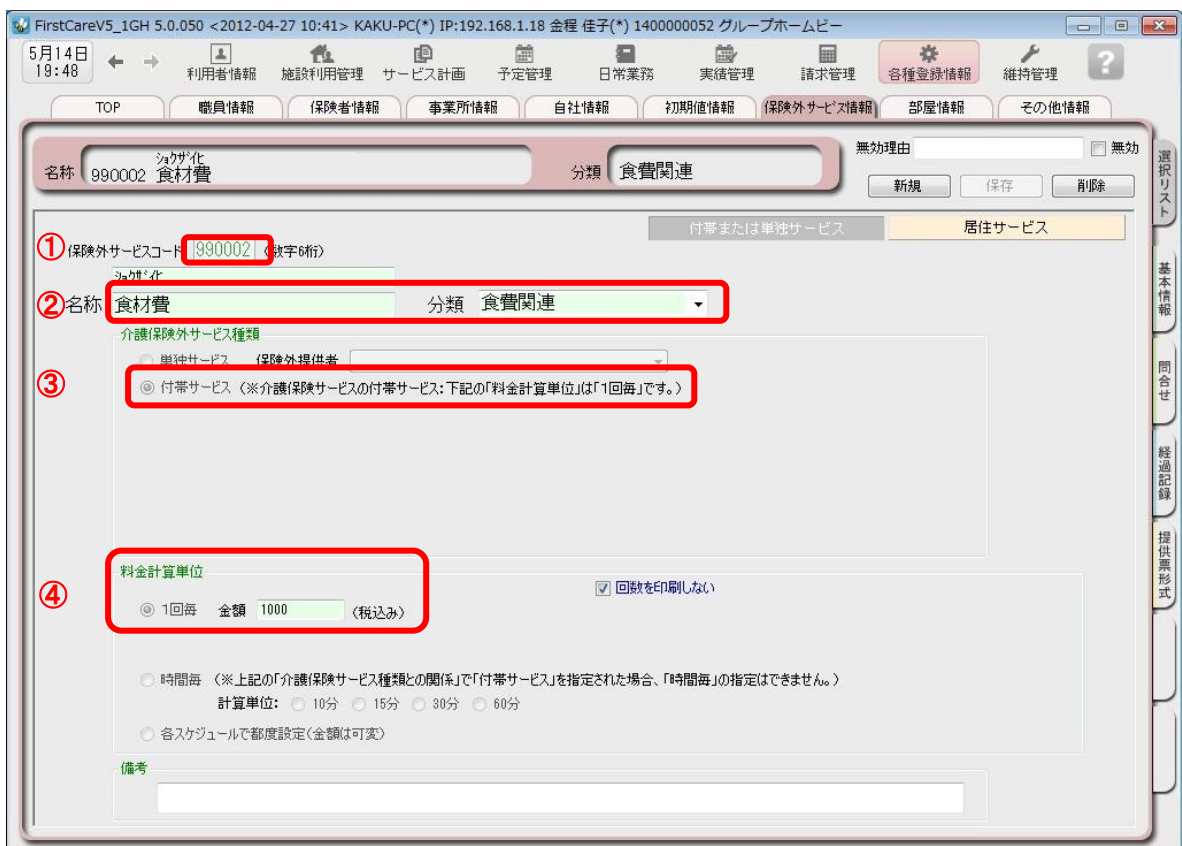 FirstCareV5_1GH 5.0.050 <2012-04-27 10:41> KAKU-PC(*) IP:192.168.1.18 金程 佳子(*) 1400000052 グループホームビー
5月14日
19:48
利用者情報 施設利用管理 サービス計画 予定管理 日常業務 実績管理 請求管理 各種登録情報 維持管理 ?
TOP 職員情報 保険者情報 事業所情報 自社情報 初期値情報 保険外サービス情報 部屋情報 その他情報
無効理由 無効
ショクザイヒ
名称 990002 食材費 分類 食費関連
新規 保存 削除
付帯または単独サービス 居住サービス
① 保険外サービスコード 990002 (数字6桁)
ショクザイヒ
② 名称 食材費 分類 食費関連
介護保険外サービス種類
単独サービス 保険外提供者
③ 付帯サービス (※介護保険サービスの付帯サービス:下記の「料金計算単位」は「1回毎」です。)
料金計算単位
回数を印刷しない
④ 1回毎 金額 1000 (税込み)
時間毎 (※上記の「介護保険サービス種類との関係」で「付帯サービス」を指定された場合、「時間毎」の指定はできません。)
計算単位: 10分 15分 30分 60分
各スケジュールで都度設定(金額は可変)
備考
選択リスト
基本情報
問合せ
経過記録
提供票形式